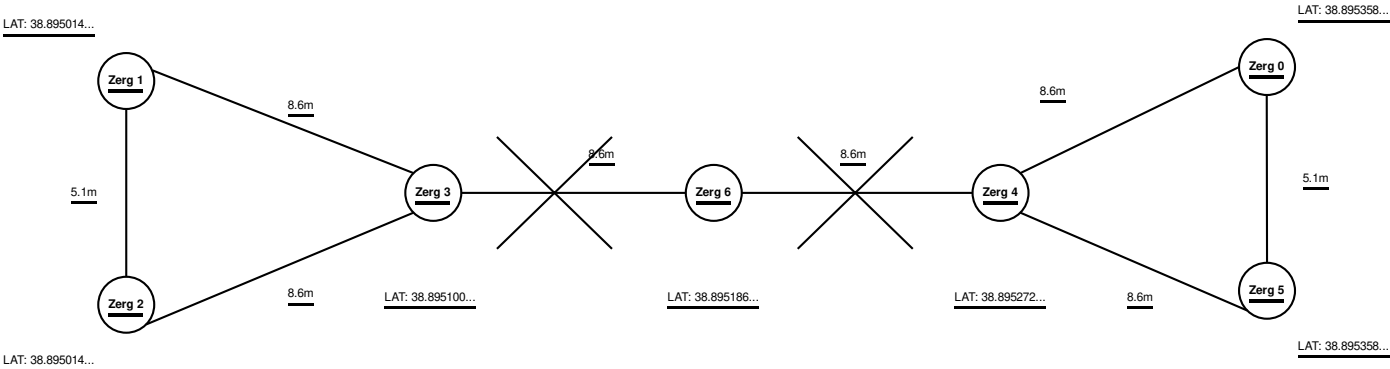 LAT: 38.895358...
LAT: 38.895014...
Zerg 0
Zerg 1
8.6m
8.6m
8.6m
8.6m
5.1m
5.1m
Zerg 3
Zerg 6
Zerg 4
8.6m
LAT: 38.895100...
LAT: 38.895186...
LAT: 38.895272...
8.6m
Zerg 5
Zerg 2
LAT: 38.895358...
LAT: 38.895014...